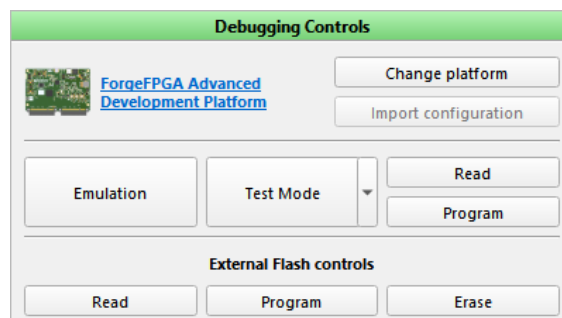 Debugging Controls
ForgeFPGA Advanced
Development Platform
Change platform
Import configuration
Emulation
Test Mode
Read
Program
External Flash controls
Read
Program
Erase